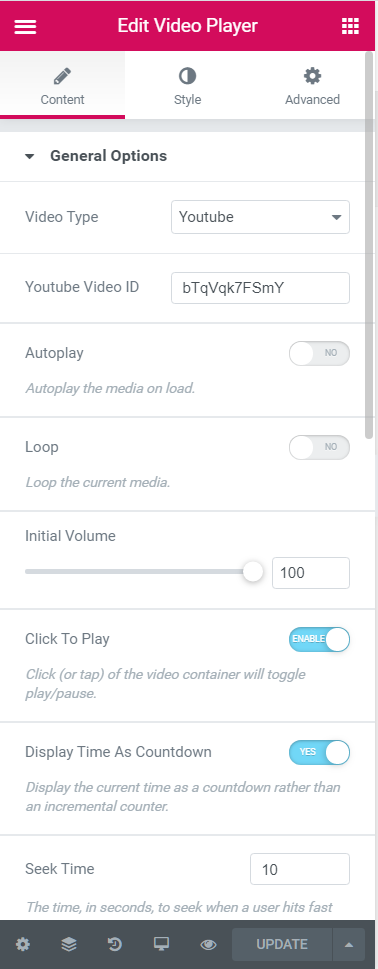 Edit Video Player
Content Style Advanced
General Options
Video Type Youtube
Youtube Video ID bTqVqk7FSmY
Autoplay NO
Autoplay the media on load.
Loop NO
Loop the current media.
Initial Volume
100
Click To Play ENABLE
Click (or tap) of the video container will toggle
play/pause.
Display Time As Countdown YES
Display the current time as a countdown rather than
an incremental counter.
Seek Time 10
The time, in seconds, to seek when a user hits fast
UPDATE